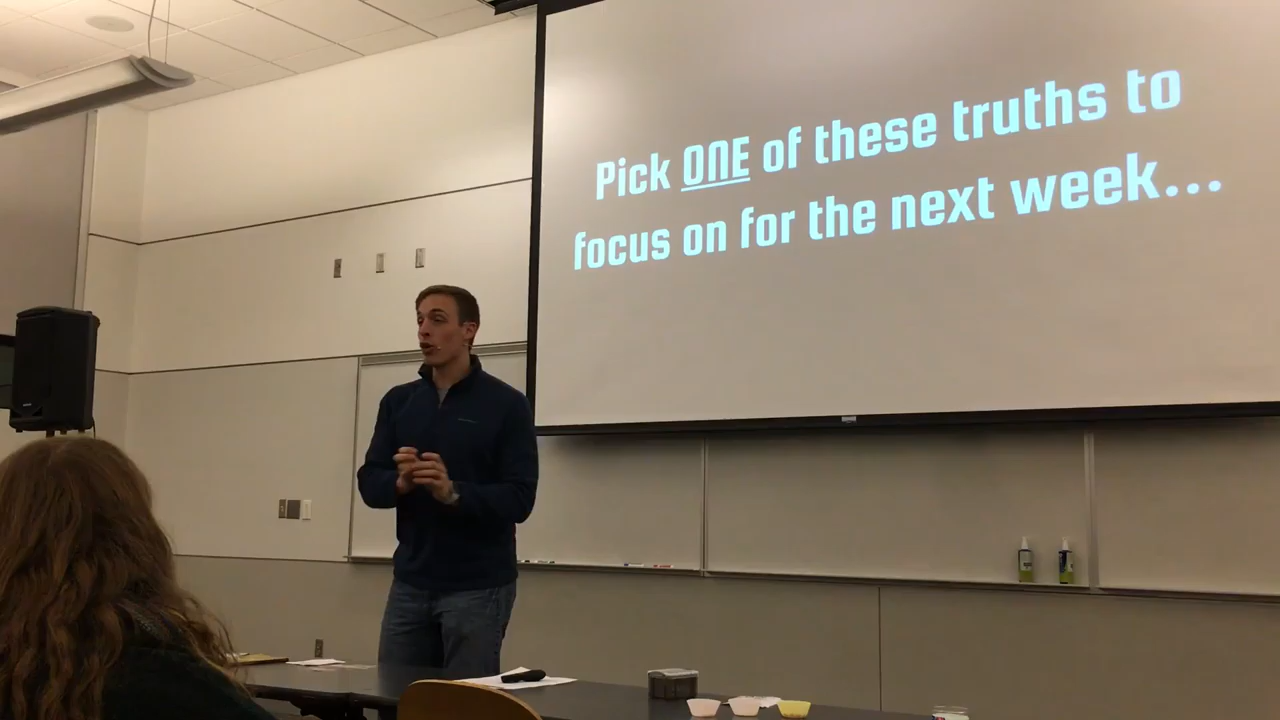 Pick ONE of these truths to
focus on for the next week...